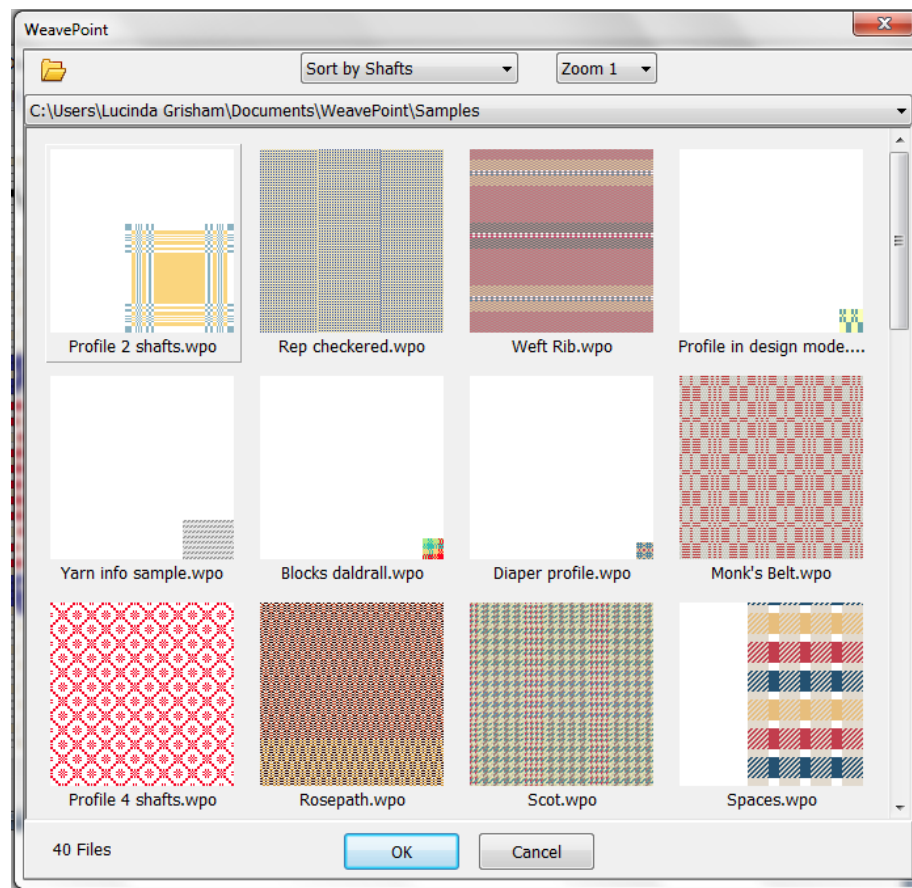 WeavePoint
Sort by Shafts
Zoom 1
C:\Users\Lucinda Grisham\Documents\WeavePoint\Samples
Profile 2 shafts.wpo
Rep checkered.wpo
Weft Rib.wpo
Profile in design mode....
Yarn info sample.wpo
Blocks daldrall.wpo
Diaper profile.wpo
Monk's Belt.wpo
Profile 4 shafts.wpo
Rosepath.wpo
Scot.wpo
Spaces.wpo
40 Files
OK
Cancel